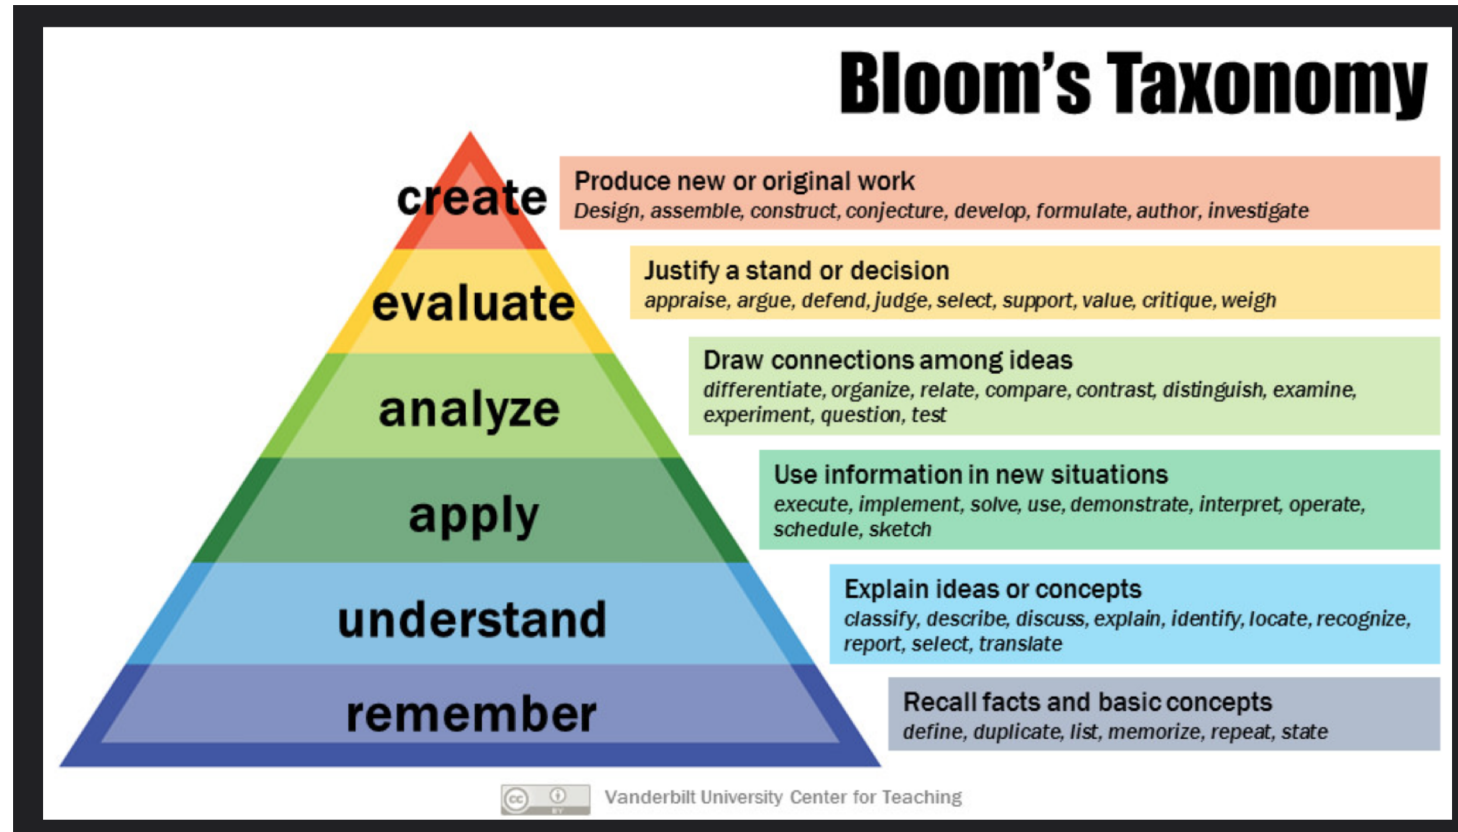 Bloom's Taxonomy
create
Produce new or original work
Design, assemble, construct, conjecture, develop, formulate, author, investigate
evaluate
Justify a stand or decision
appraise, argue, defend, judge, select, support, value, critique, weigh
analyze
Draw connections among ideas
differentiate, organize, relate, compare, contrast, distinguish, examine,
experiment, question, test
apply
Use information in new situations
execute, implement, solve, use, demonstrate, interpret, operate,
schedule, sketch
understand
Explain ideas or concepts
classify, describe, discuss, explain, identify, locate, recognize,
report, select, translate
remember
Recall facts and basic concepts
define, duplicate, list, memorize, repeat, state
cc BY
Vanderbilt University Center for Teaching